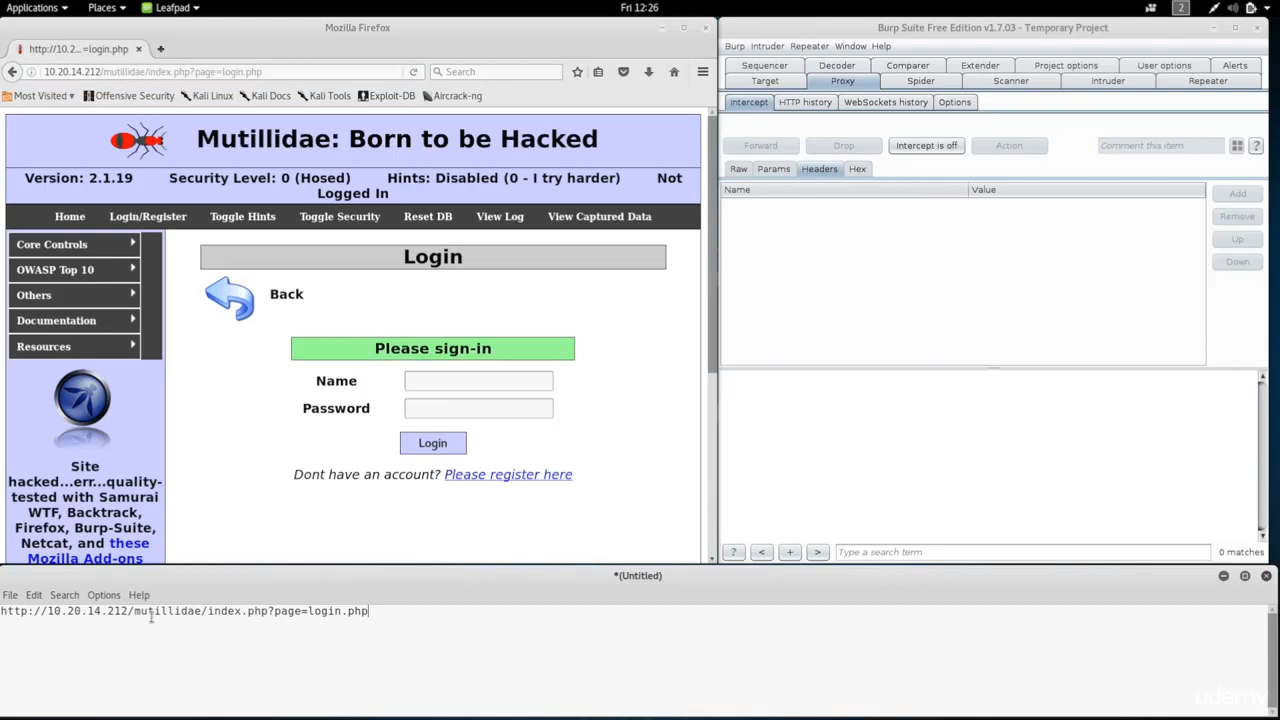 Applications Places Leafpad Fri 12:26 2
Mozilla Firefox
http://10.2...=login.php
10.20.14.212/mutillidae/index.php?page=login.php Search
Most Visited Offensive Security Kali Linux Kali Docs Kali Tools Exploit-DB Aircrack-ng
Mutillidae: Born to be Hacked
Version: 2.1.19 Security Level: 0 (Hosed) Hints: Disabled (0 - I try harder) Not
Logged In
Home Login/Register Toggle Hints Toggle Security Reset DB View Log View Captured Data
Core Controls
OWASP Top 10
Others
Documentation
Resources
Site
hacked...err...quality-
tested with Samurai
WTF, Backtrack,
Firefox, Burp-Suite,
Netcat, and these
Mozilla Add-ons
Login
Back
Please sign-in
Name
Password
Login
Dont have an account? Please register here
Burp Suite Free Edition v1.7.03 - Temporary Project
Burp Intruder Repeater Window Help
Sequencer Decoder Comparer Extender Project options User options Alerts
Target Proxy Spider Scanner Intruder Repeater
Intercept HTTP history WebSockets history Options
Forward Drop Intercept is off Action Comment this item ?
Raw Params Headers Hex
Name Value
Add
Remove
Up
Down
? < + > Type a search term 0 matches
*(Untitled)
File Edit Search Options Help
http://10.20.14.212/mutillidae/index.php?page=login.php
udemy